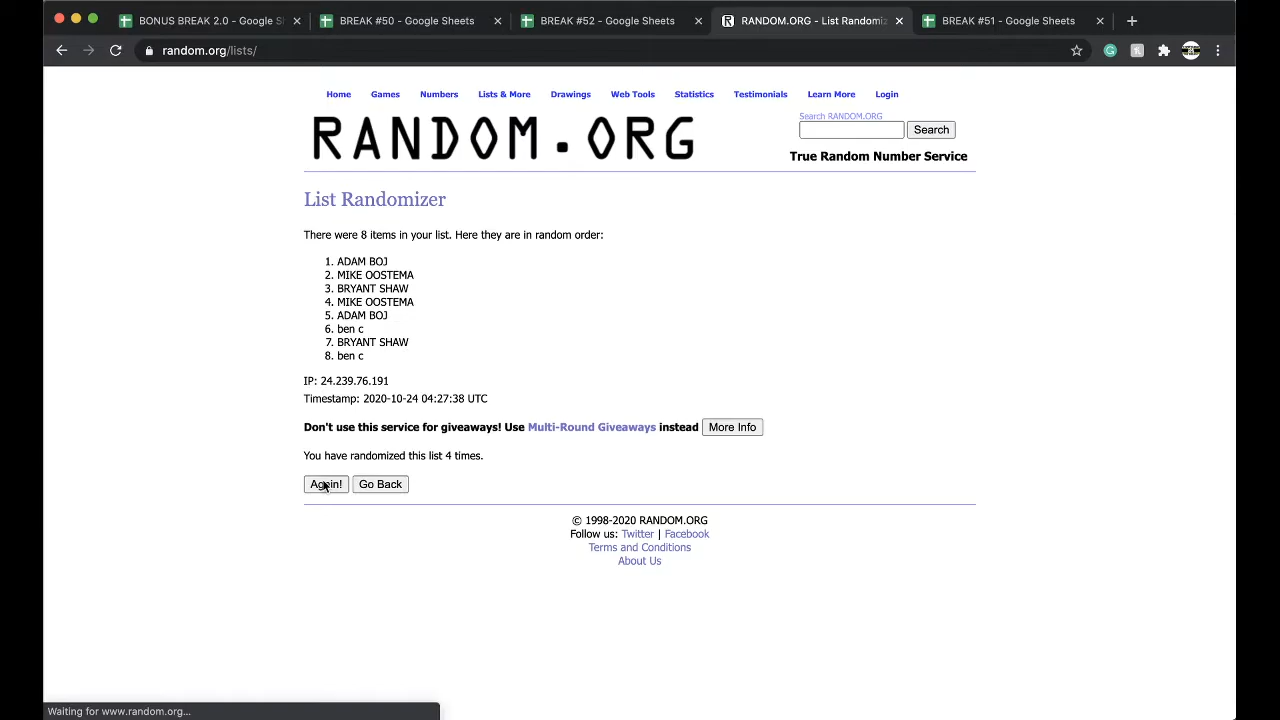 BONUS BREAK 2.0 - Google S
BREAK #50 - Google Sheets
BREAK #52 - Google Sheets
RANDOM.ORG - List Randomiz
BREAK #51 - Google Sheets
random.org/lists/
Home Games Numbers Lists & More Drawings Web Tools Statistics Testimonials Learn More Login
RANDOM.ORG
Search RANDOM.ORG
Search
True Random Number Service
List Randomizer
There were 8 items in your list. Here they are in random order:
1. ADAM BOJ
2. MIKE OOSTEMA
3. BRYANT SHAW
4. MIKE OOSTEMA
5. ADAM BOJ
6. ben c
7. BRYANT SHAW
8. ben c
IP: 24.239.76.191
Timestamp: 2020-10-24 04:27:38 UTC
Don't use this service for giveaways! Use Multi-Round Giveaways instead More Info
You have randomized this list 4 times.
Again! Go Back
© 1998-2020 RANDOM.ORG
Follow us: Twitter | Facebook
Terms and Conditions
About Us
Waiting for www.random.org...